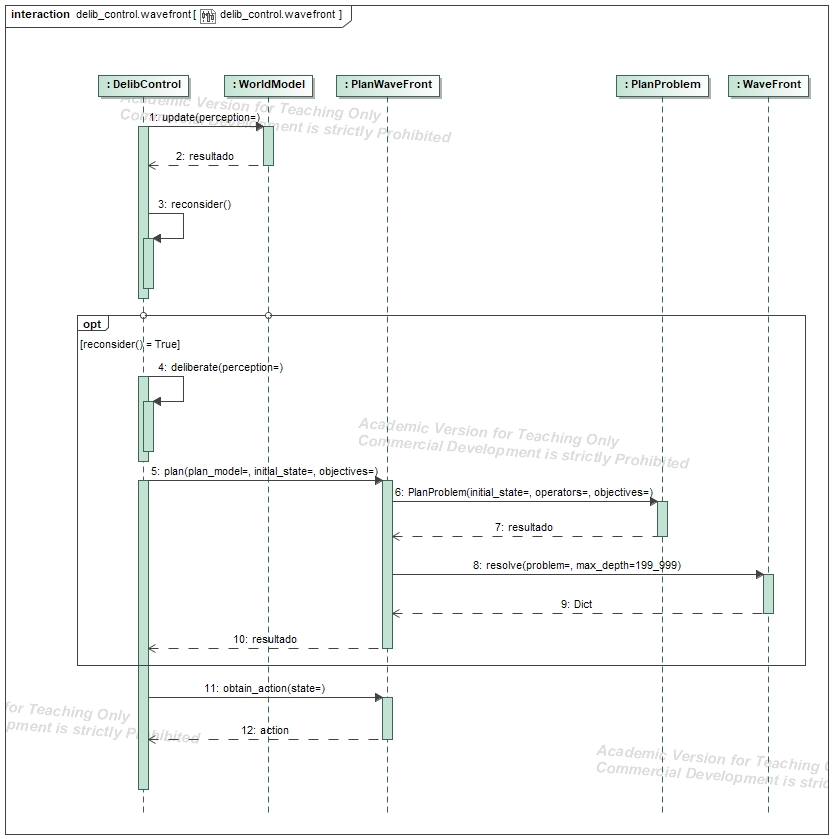 interaction delib_control.wavefront [ delib_control.wavefront ]
: DelibControl
: WorldModel
: PlanWaveFront
: PlanProblem
: WaveFront
Academic Version for Teaching Only
Commercial Development is strictly Prohibited
1: update(perception=)
2: resultado
3: reconsider()
opt
[reconsider() = True]
4: deliberate(perception=)
Academic Version for Teaching Only
Commercial Development is strictly Prohibited
5: plan(plan_model=, initial_state=, objectives=)
6: PlanProblem(initial_state=, operators=, objectives=)
7: resultado
8: resolve(problem=, max_depth=199_999)
9: Dict
10: resultado
11: obtain_action(state=)
for Teaching Only
pment is strictly Prohibited
12: action
Academic Version for Teaching O
Commercial Development is stric